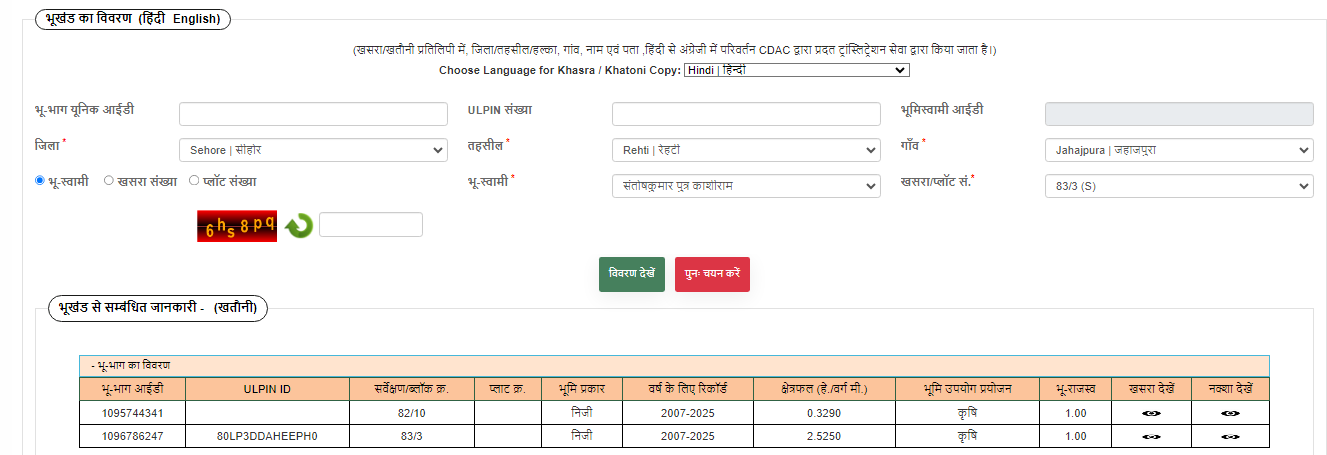 भूखंड का विवरण (हिंदी English)
(खसरा/खतौनी प्रतिलिपी में, जिला/तहसील/हल्का, गांव, नाम एवं पता ,हिंदी से अंग्रेजी में परिवर्तन CDAC द्वारा प्रदत ट्रांस्लिट्रेशन सेवा द्वारा किया जाता है।)
Choose Language for Khasra / Khatoni Copy: Hindi | हिन्दी
भू-भाग यूनिक आईडी ULPIN संख्या भूमिस्वामी आईडी
जिला * Sehore | सीहोर तहसील * Rehti | रेहटी गाँव * Jahajpura | जहाजपुरा
भू-स्वामी खसरा संख्या प्लॉट संख्या भू-स्वामी * संतोषकुमार पुत्र काशीराम खसरा/प्लॉट सं.* 83/3 (S)
6hs8pq
विवरण देखें पुनः चयन करें
भूखंड से सम्बंधित जानकारी - (खतौनी)
- भू-भाग का विवरण
भू-भाग आईडी ULPIN ID सर्वेक्षण/ब्लॉक क्र. प्लाट क्र. भूमि प्रकार वर्ष के लिए रिकॉर्ड क्षेत्रफल (हे./वर्ग मी.) भूमि उपयोग प्रयोजन भू-राजस्व खसरा देखें नक्शा देखें
1095744341 82/10 निजी 2007-2025 0.3290 कृषि 1.00
1096786247 80LP3DDAHEEPH0 83/3 निजी 2007-2025 2.5250 कृषि 1.00